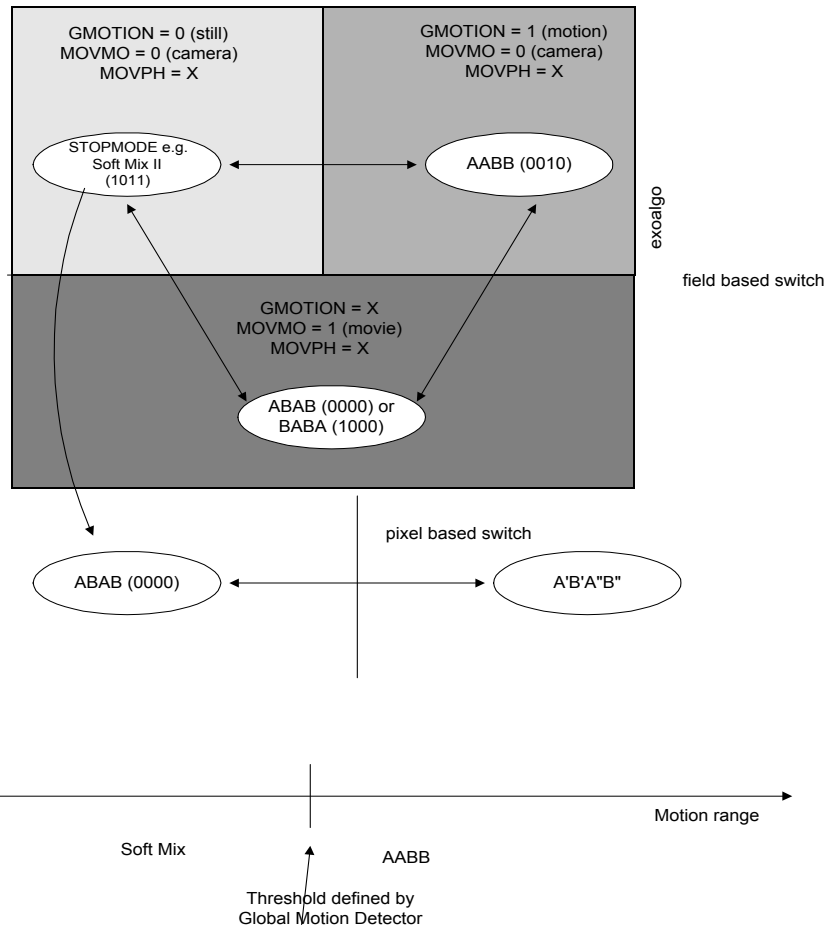 GMOTION = 0 (still)
MOVMO = 0 (camera)
MOVPH = X
GMOTION = 1 (motion)
MOVMO = 0 (camera)
MOVPH = X
STOPMODE e.g.
Soft Mix II
(1011)
AABB (0010)
exoalgo
field based switch
GMOTION = X
MOVMO = 1 (movie)
MOVPH = X
ABAB (0000) or
BABA (1000)
pixel based switch
ABAB (0000)
A'B'A"B"
Motion range
Soft Mix
AABB
Threshold defined by
Global Motion Detector